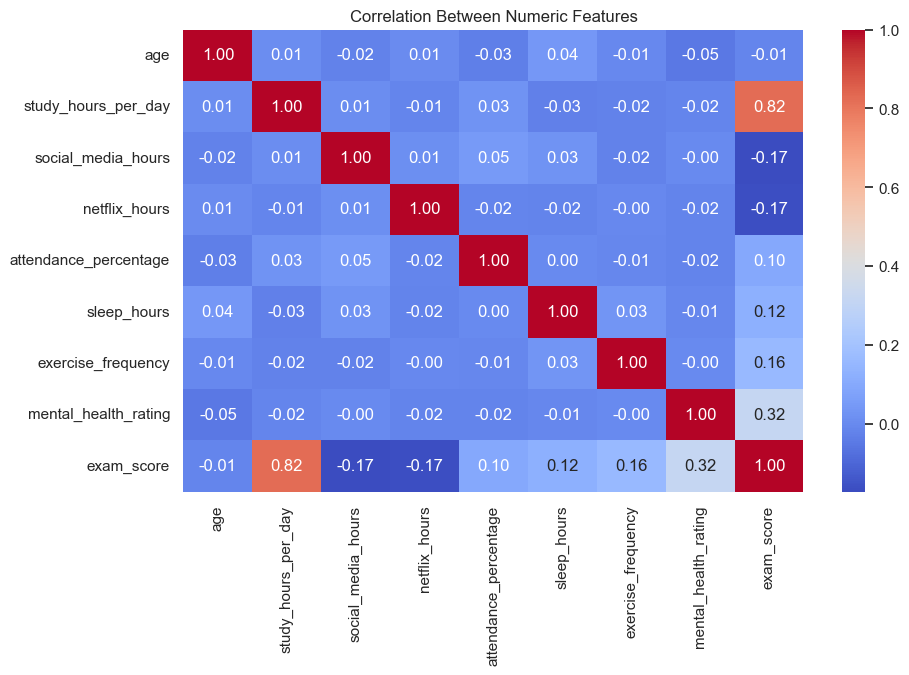 Correlation Between Numeric Features
age 1.00 0.01 -0.02 0.01 -0.03 0.04 -0.01 -0.05 -0.01
study_hours_per_day 0.01 1.00 0.01 -0.01 0.03 -0.03 -0.02 -0.02 0.82
social_media_hours -0.02 0.01 1.00 0.01 0.05 0.03 -0.02 -0.00 -0.17
netflix_hours 0.01 -0.01 0.01 1.00 -0.02 -0.02 -0.00 -0.02 -0.17
attendance_percentage -0.03 0.03 0.05 -0.02 1.00 0.00 -0.01 -0.02 0.10
sleep_hours 0.04 -0.03 0.03 -0.02 0.00 1.00 0.03 -0.01 0.12
exercise_frequency -0.01 -0.02 -0.02 -0.00 -0.01 0.03 1.00 -0.00 0.16
mental_health_rating -0.05 -0.02 -0.00 -0.02 -0.02 -0.01 -0.00 1.00 0.32
exam_score -0.01 0.82 -0.17 -0.17 0.10 0.12 0.16 0.32 1.00
age
study_hours_per_day
social_media_hours
netflix_hours
attendance_percentage
sleep_hours
exercise_frequency
mental_health_rating
exam_score
1.0
0.8
0.6
0.4
0.2
0.0